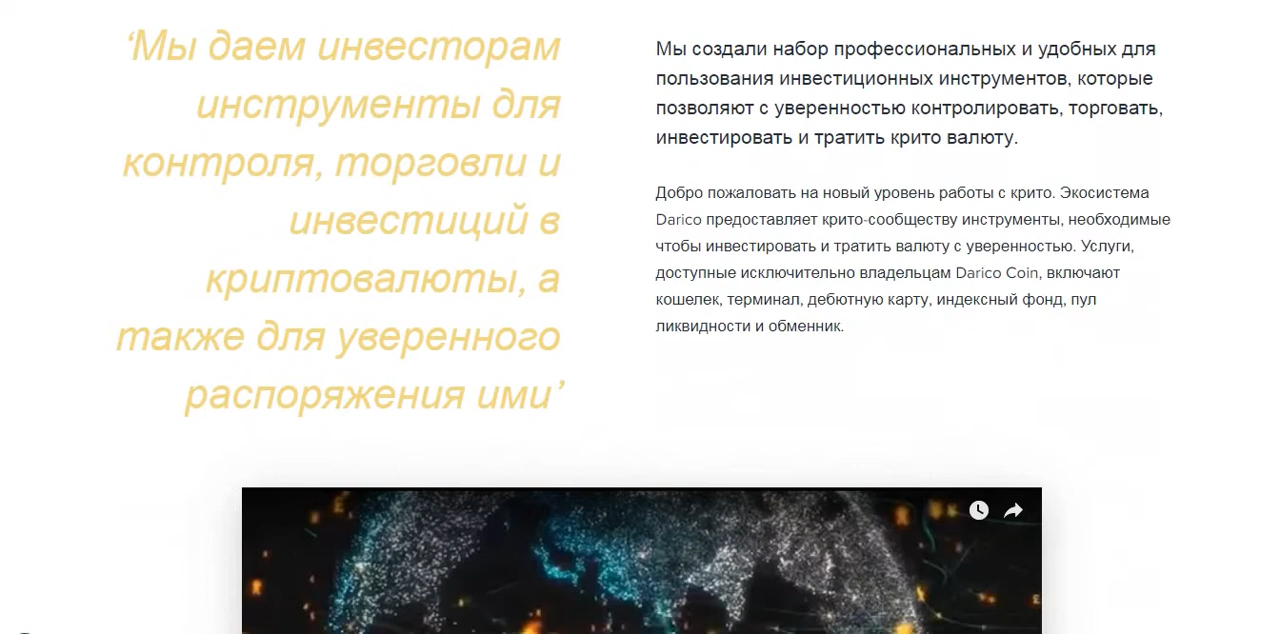 ‘Мы даем инвесторам
инструменты для
контроля, торговли и
инвестиций в
криптовалюты, а
также для уверенного
распоряжения ими’
Мы создали набор профессиональных и удобных для
пользования инвестиционных инструментов, которые
позволяют с уверенностью контролировать, торговать,
инвестировать и тратить крито валюту.
Добро пожаловать на новый уровень работы с крито. Экосистема
Darico предоставляет крито-сообществу инструменты, необходимые
чтобы инвестировать и тратить валюту с уверенностью. Услуги,
доступные исключительно владельцам Darico Coin, включают
кошелек, терминал, дебютную карту, индексный фонд, пул
ликвидности и обменник.